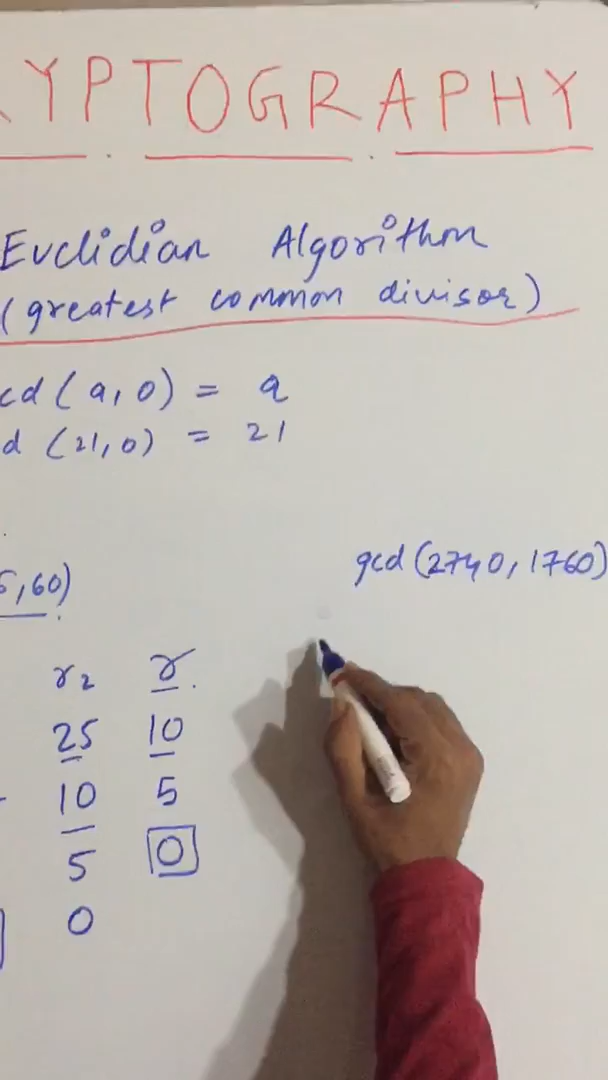 YPTOGRAPHY
Euclidian Algorithm
(greatest common divisor)
cd (a, 0) = a
d (21, 0) = 21
5, 60)
gcd (2740, 1760)
r2 r
25 10
10 5
5 0
0